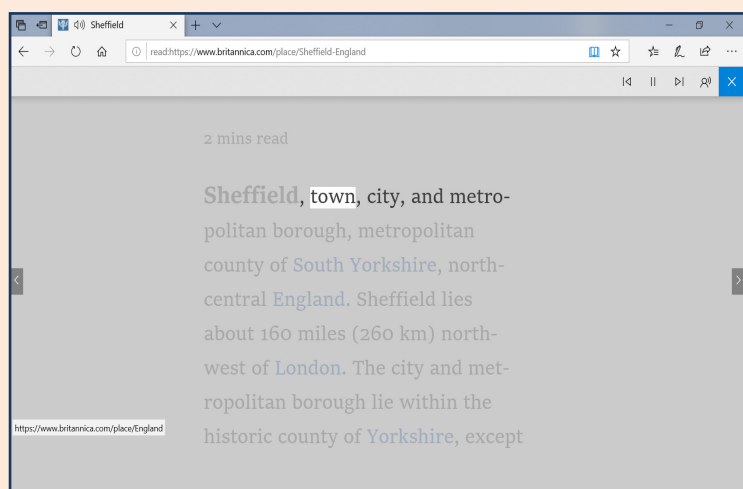 Sheffield
read:https://www.britannica.com/place/Sheffield-England
2 mins read
Sheffield, town, city, and metro-
politan borough, metropolitan
county of South Yorkshire, north-
central England. Sheffield lies
about 160 miles (260 km) north-
west of London. The city and met-
ropolitan borough lie within the
historic county of Yorkshire, except
https://www.britannica.com/place/England